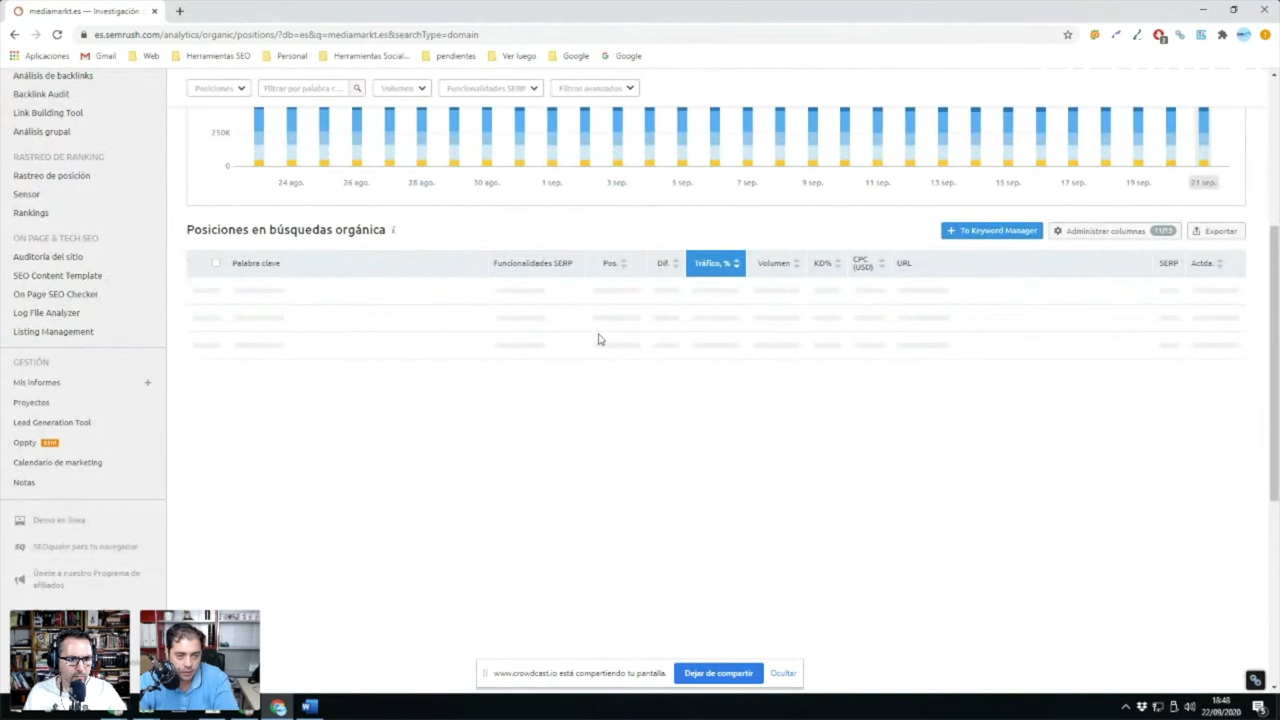 mediamarkt.es — Investigación
es.semrush.com/analytics/organic/positions/?db=es&q=mediamarkt.es&searchType=domain
Aplicaciones Gmail Web Herramientas SEO Personal Herramientas Social... pendientes Ver luego Google Google
Análisis de backlinks
Backlink Audit
Link Building Tool
Análisis grupal
RASTREO DE RANKING
Rastreo de posición
Sensor
Rankings
ON PAGE & TECH SEO
Auditoría del sitio
SEO Content Template
On Page SEO Checker
Log File Analyzer
Listing Management
GESTIÓN
Mis informes +
Proyectos
Lead Generation Tool
Oppty
Calendario de marketing
Notas
Demo en línea
SEOquake para tu navegador
Únete a nuestro Programa de
afiliados
Posiciones Filtrar por palabra c... Volumen Funcionalidades SERP Filtros avanzados
250K
0
24 ago. 26 ago. 28 ago. 30 ago. 1 sep. 3 sep. 5 sep. 7 sep. 9 sep. 11 sep. 13 sep. 15 sep. 17 sep. 19 sep. 21 sep.
Posiciones en búsquedas orgánica i
+ To Keyword Manager Administrar columnas 11/13 Exportar
Palabra clave Funcionalidades SERP Pos. Dif. Tráfico, % Volumen KD% CPC (USD) URL SERP Actda.
www.crowdcast.io está compartiendo tu pantalla. Dejar de compartir Ocultar
18:48
22/09/2020